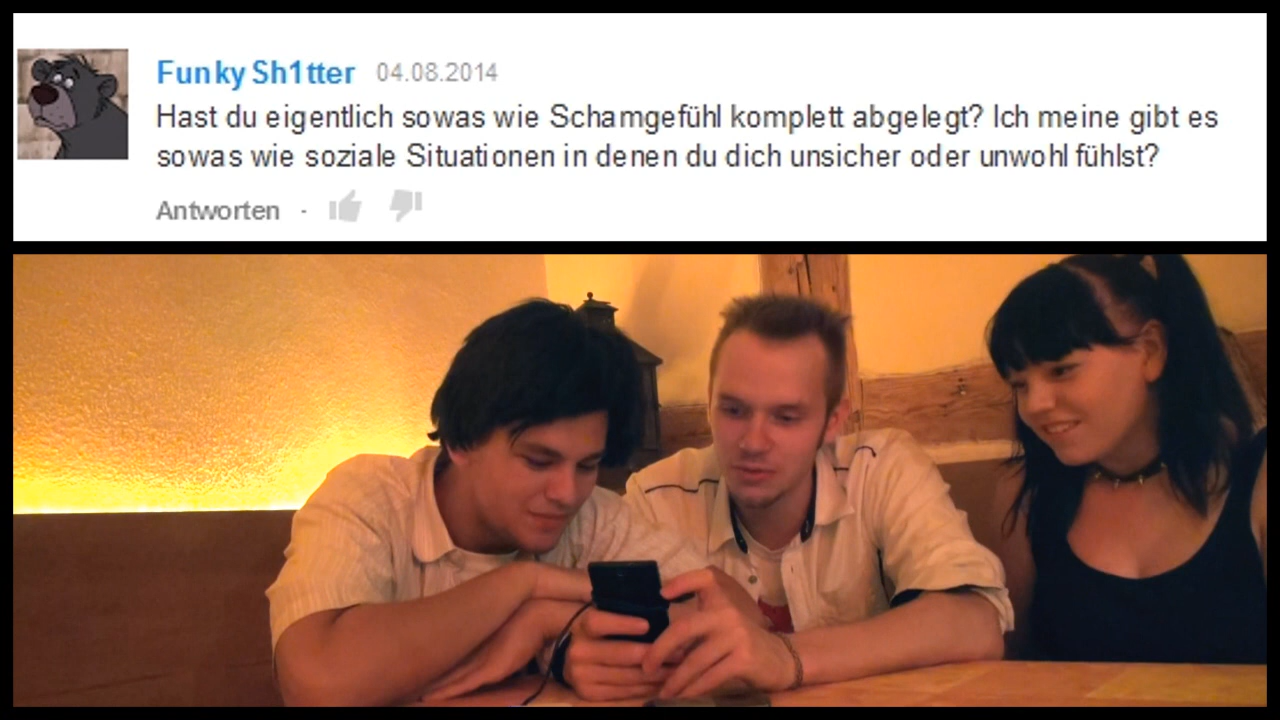 Funky Sh1tter 04.08.2014
Hast du eigentlich sowas wie Schamgefühl komplett abgelegt? Ich meine gibt es
sowas wie soziale Situationen in denen du dich unsicher oder unwohl fühlst?
Antworten ·